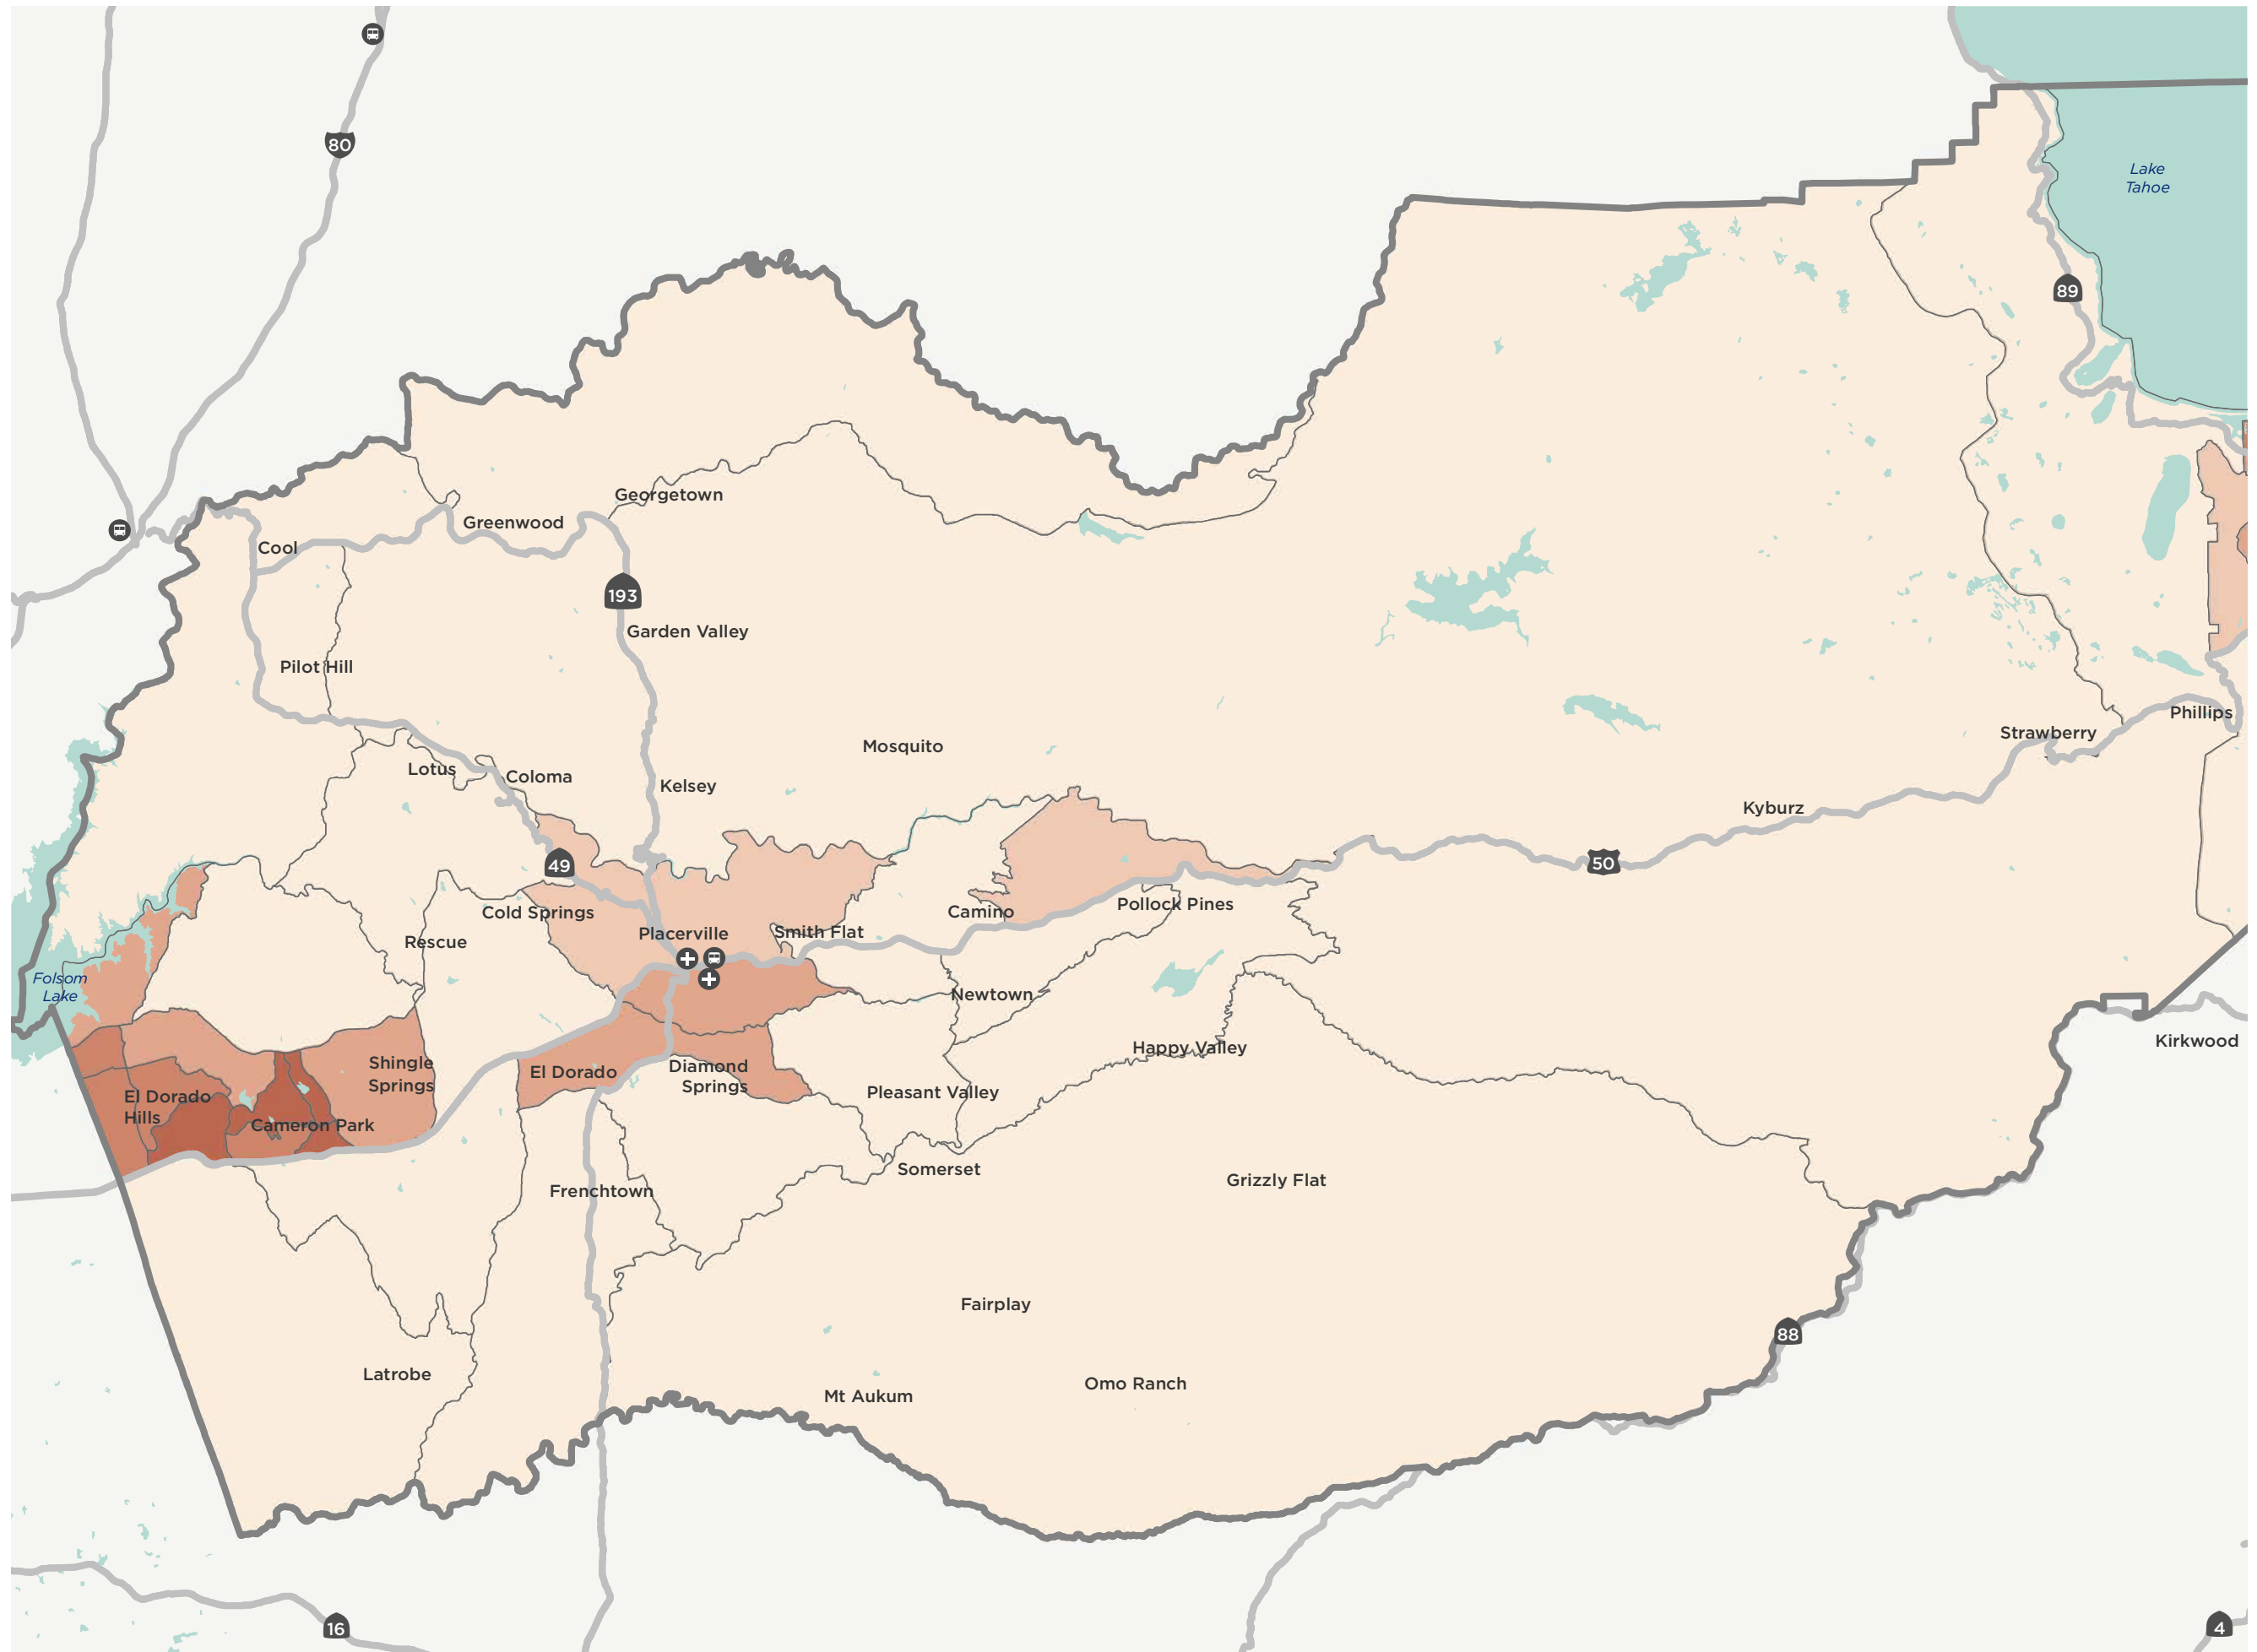 80
Lake
Tahoe
89
Georgetown
Greenwood
Cool
193
Garden Valley
Pilot Hill
Phillips
Strawberry
Mosquito
Lotus
Coloma
Kelsey
Kyburz
49
50
Cold Springs
Camino
Pollock Pines
Placerville
Smith Flat
Rescue
Folsom
Lake
Newtown
Kirkwood
Happy Valley
Shingle
Springs
El Dorado
Diamond
Springs
Pleasant Valley
El Dorado
Hills
Cameron Park
Somerset
Grizzly Flat
Frenchtown
Fairplay
88
Latrobe
Omo Ranch
Mt Aukum
16
4